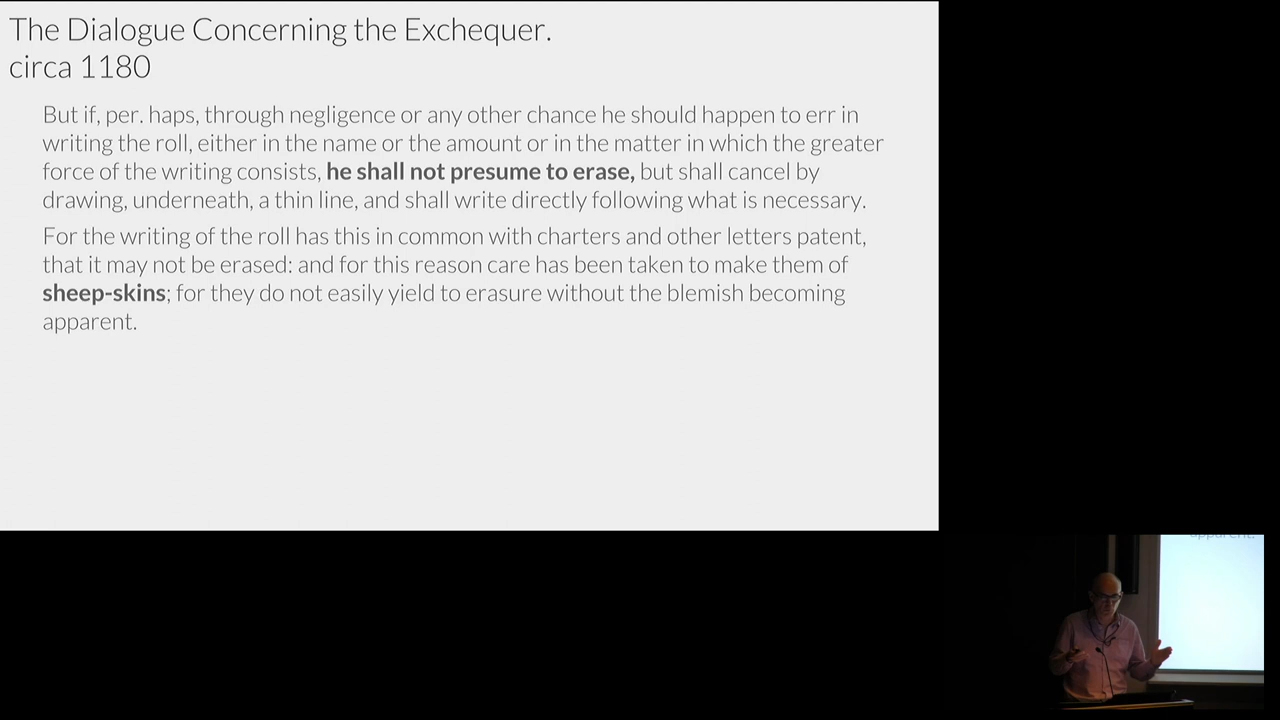 The Dialogue Concerning the Exchequer.
circa 1180
But if, per. haps, through negligence or any other chance he should happen to err in
writing the roll, either in the name or the amount or in the matter in which the greater
force of the writing consists, he shall not presume to erase, but shall cancel by
drawing, underneath, a thin line, and shall write directly following what is necessary.
For the writing of the roll has this in common with charters and other letters patent,
that it may not be erased: and for this reason care has been taken to make them of
sheep-skins; for they do not easily yield to erasure without the blemish becoming
apparent.
apparent.